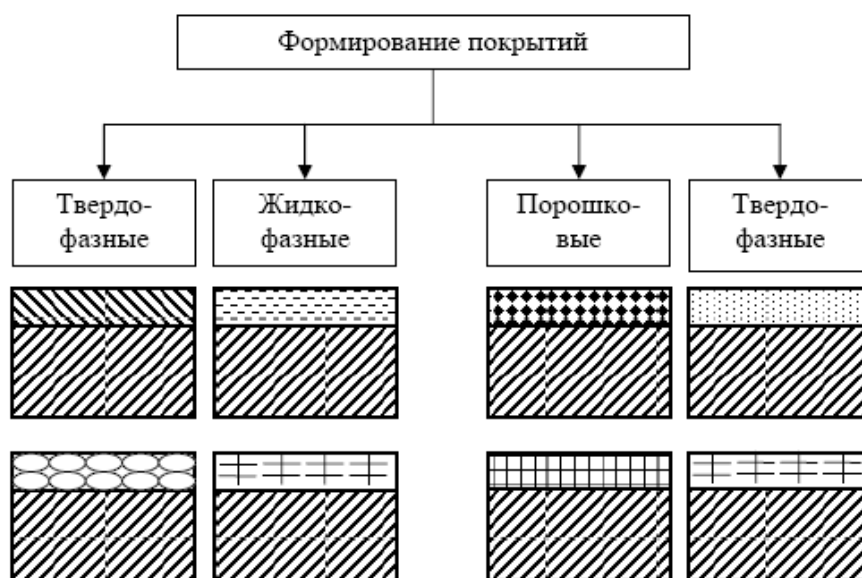 Формирование покрытий
Твердо-
фазные
Жидко-
фазные
Порошко-
вые
Твердо-
фазные